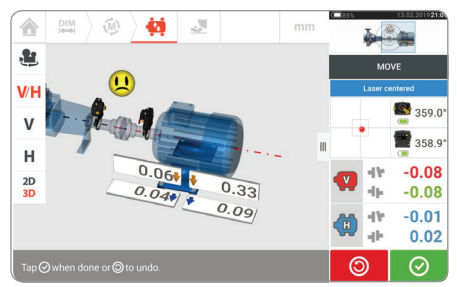 DIM
M
mm
85%
13.02.2019 21:0
MOVE
Laser centered
359.0°
358.9°
V/H
V
H
2D
3D
0.06
0.33
0.04
0.09
V
-0.08
-0.08
H
-0.01
0.02
Tap when done or to undo.